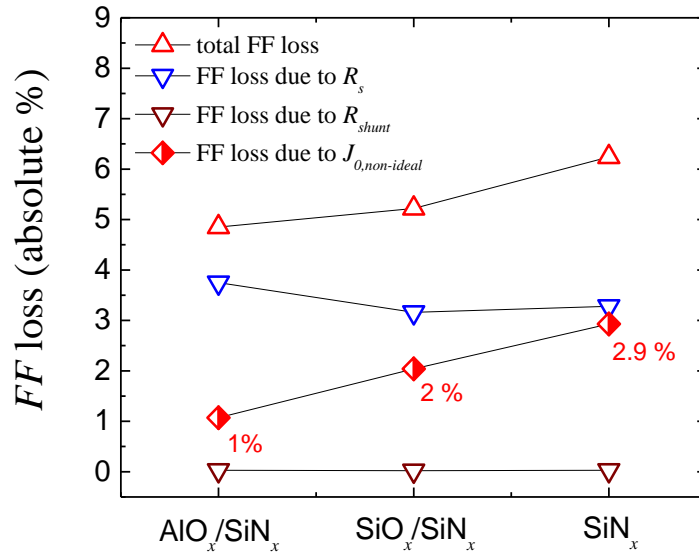 9
8
7
6
5
4
3
2
1
0
FF loss (absolute %)
total FF loss
FF loss due to Rₛ
FF loss due to R_shunt
FF loss due to J_0,non-ideal
1%
2 %
2.9 %
AlOₓ/SiNₓ
SiOₓ/SiNₓ
SiNₓ